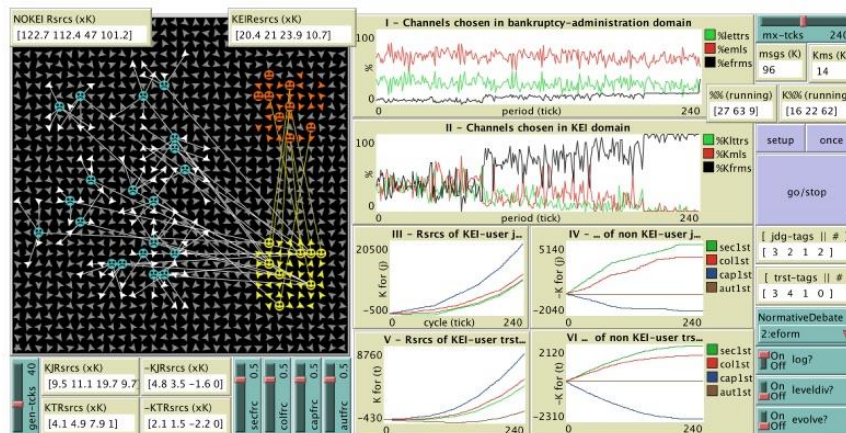 NOKEI Rsrcs (xK)
[122.7 112.4 47 101.2]
KEIResrcs (xK)
[20.4 21 23.9 10.7]
I - Channels chosen in bankruptcy-administration domain
100
%
0
0
period (tick)
240
%lettrs
%emls
%efrms
mx-tcks
240
msgs (K)
96
Kms (K
14
%% (running)
[27 63 9]
K%% (running)
[16 22 62]
II - Channels chosen in KEI domain
100
%
0
0
period (tick)
240
%Klttrs
%Kmls
%Kfrms
setup
once
go/stop
III - Rsrcs of KEI-user j...
20500
K for (j)
-500
0
cycle (tick)
240
IV - ... of non KEI-user j...
5140
-K for (j)
-2040
0
240
sec1st
col1st
cap1st
aut1st
[ jdg-tags || # ]
[ 3 2 1 2 ]
[ trst-tags || # ]
[ 3 4 1 0 ]
NormativeDebate
2:eform
V - Rsrcs of KEI-user trst...
8760
K for (t)
-430
0
240
VI ... of non KEI-user trs...
2120
-K for (t)
-2310
0
240
sec1st
col1st
cap1st
aut1st
On
Off
log?
On
Off
leveldiv?
On
Off
evolve?
gen-tcks
40
KJRsrcs (xK)
[9.5 11.1 19.7 9.7
-KJRsrcs (xK)
[4.8 3.5 -1.6 0]
KTRsrcs (xK)
[4.1 4.9 7.9 1]
-KTRsrcs (xK)
[2.1 1.5 -2.2 0]
secfrc
0.5
colfrc
0.5
capfrc
0.5
autfrc
0.5